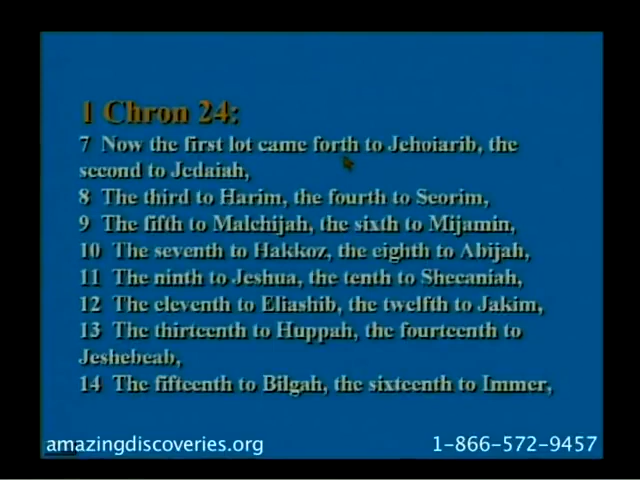 1 Chron 24:
7 Now the first lot came forth to Jehoiarib, the
second to Jedaiah,
8 The third to Harim, the fourth to Seorim,
9 The fifth to Malchijah, the sixth to Mijamin,
10 The seventh to Hakkoz, the eighth to Abijah,
11 The ninth to Jeshua, the tenth to Shecaniah,
12 The eleventh to Eliashib, the twelfth to Jakim,
13 The thirteenth to Huppah, the fourteenth to
Jeshebeab,
14 The fifteenth to Bilgah, the sixteenth to Immer,
amazingdiscoveries.org 1-866-572-9457